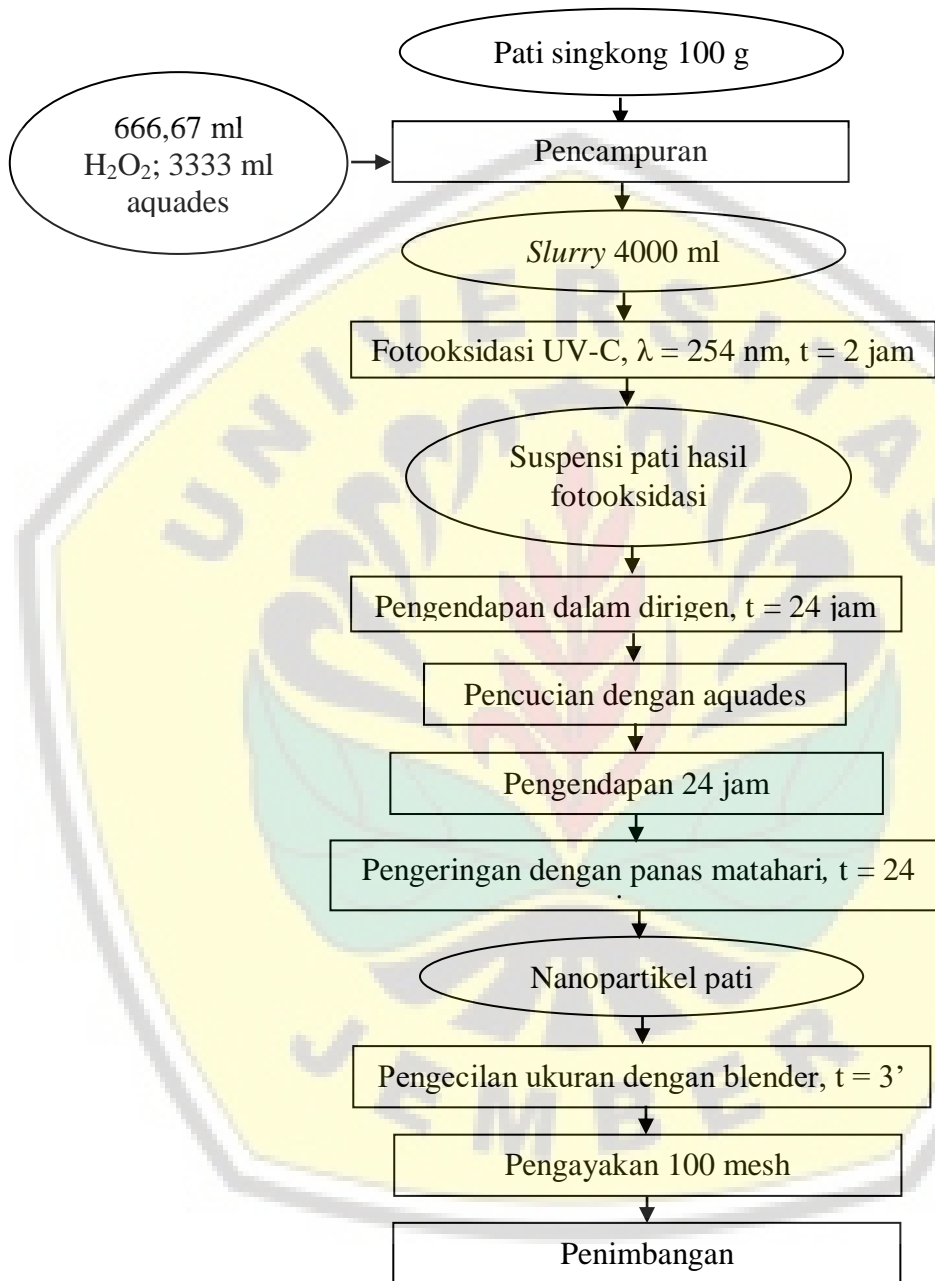 Pati singkong 100 g
666,67 ml
H₂O₂; 3333 ml
aquades
Pencampuran
Slurry 4000 ml
Fotooksidasi UV-C, λ = 254 nm, t = 2 jam
Suspensi pati hasil
fotooksidasi
Pengendapan dalam dirigen, t = 24 jam
Pencucian dengan aquades
Pengendapan 24 jam
Pengeringan dengan panas matahari, t = 24
Nanopartikel pati
Pengecilan ukuran dengan blender, t = 3’
Pengayakan 100 mesh
Penimbangan
UNIVERSITAS
JEMBER